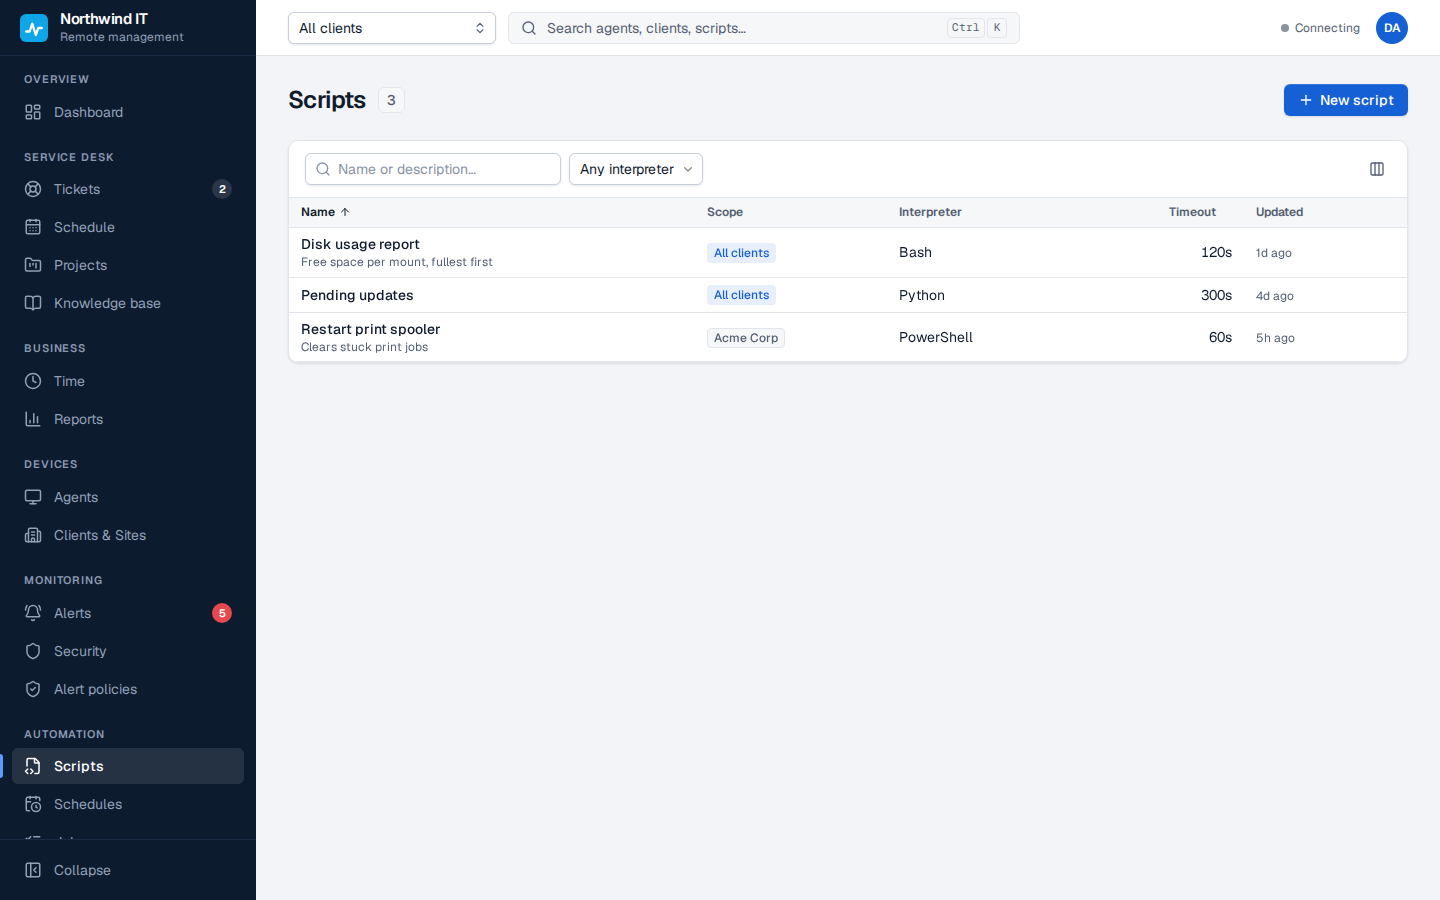 Northwind IT
Remote management
OVERVIEW
Dashboard
SERVICE DESK
Tickets 2
Schedule
Projects
Knowledge base
BUSINESS
Time
Reports
DEVICES
Agents
Clients & Sites
MONITORING
Alerts 5
Security
Alert policies
AUTOMATION
Scripts
Schedules
Collapse
All clients
Search agents, clients, scripts...
Ctrl K
Connecting
DA
Scripts 3
New script
Name or description...
Any interpreter
Name Scope Interpreter Timeout Updated
Disk usage report All clients Bash 120s 1d ago
Free space per mount, fullest first
Pending updates All clients Python 300s 4d ago
Restart print spooler Acme Corp PowerShell 60s 5h ago
Clears stuck print jobs